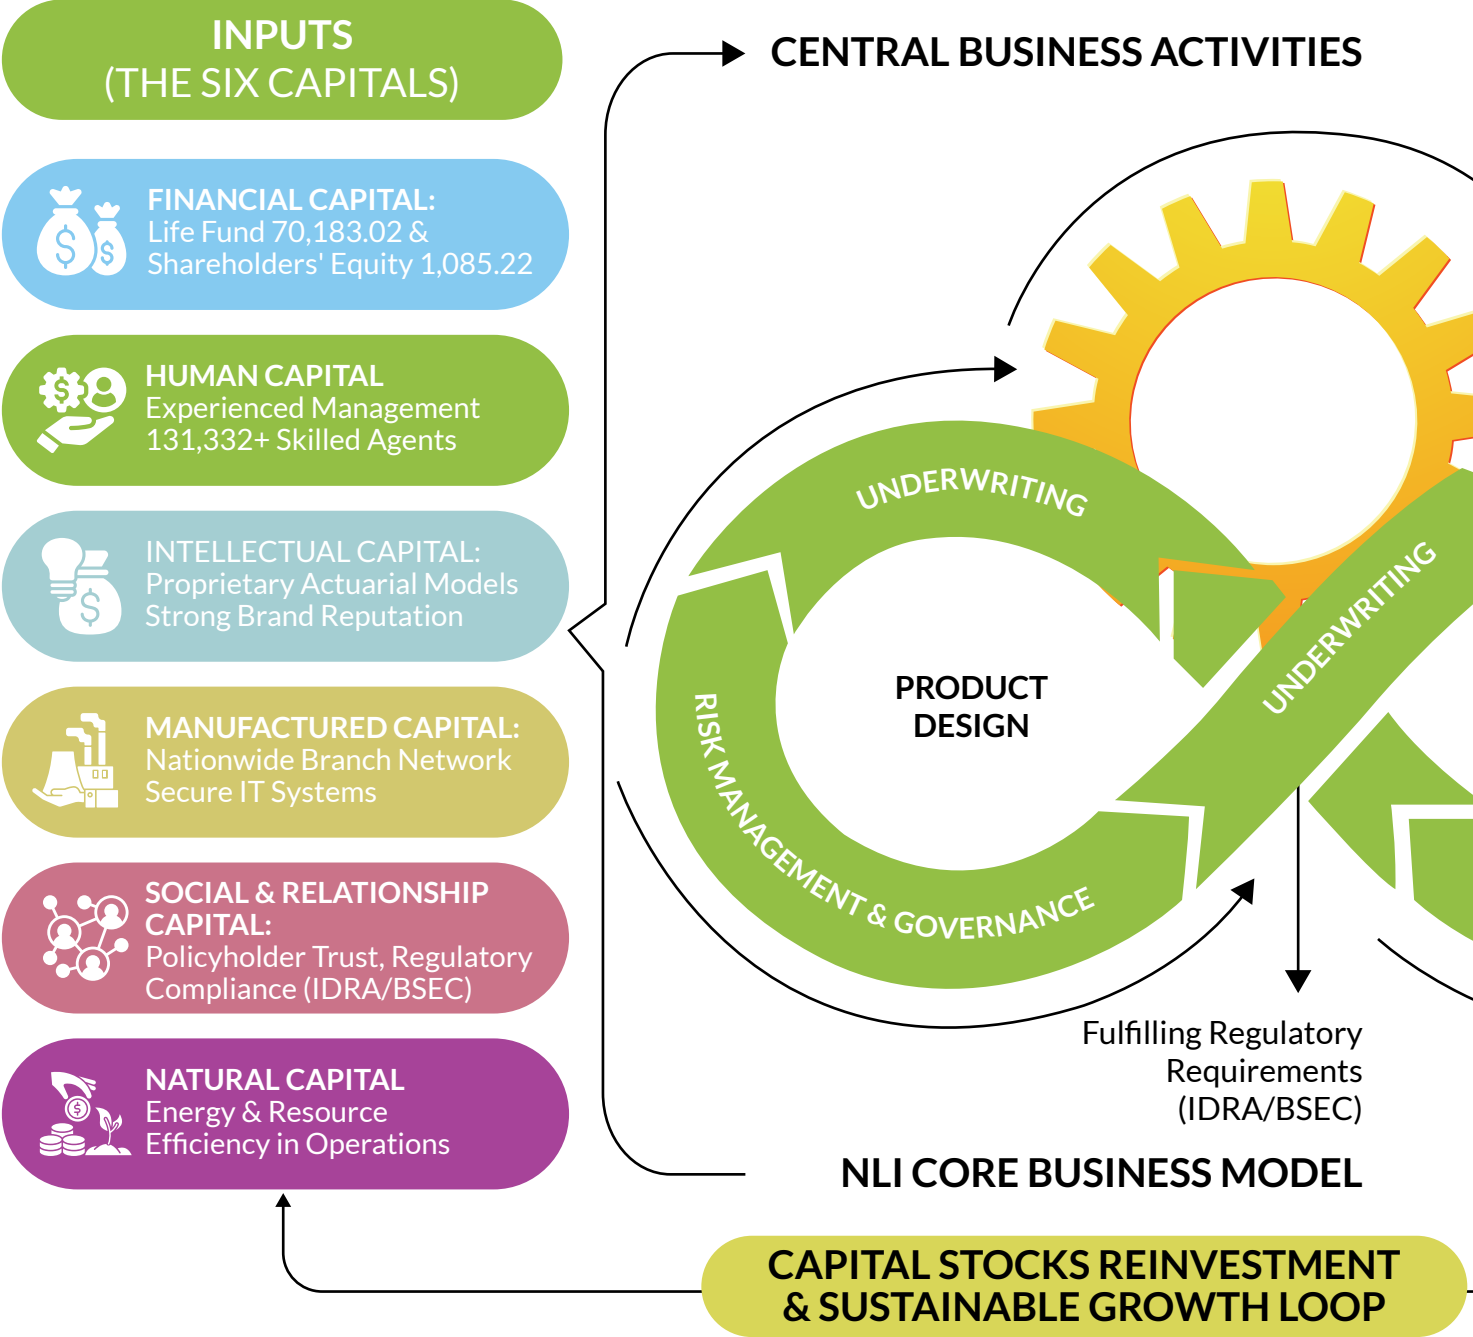 INPUTS
(THE SIX CAPITALS)
FINANCIAL CAPITAL:
Life Fund 70,183.02 &
Shareholders' Equity 1,085.22
HUMAN CAPITAL
Experienced Management
131,332+ Skilled Agents
INTELLECTUAL CAPITAL:
Proprietary Actuarial Models
Strong Brand Reputation
MANUFACTURED CAPITAL:
Nationwide Branch Network
Secure IT Systems
SOCIAL & RELATIONSHIP
CAPITAL:
Policyholder Trust, Regulatory
Compliance (IDRA/BSEC)
NATURAL CAPITAL
Energy & Resource
Efficiency in Operations
CENTRAL BUSINESS ACTIVITIES
UNDERWRITING
UNDERWRITING
PRODUCT
DESIGN
RISK MANAGEMENT & GOVERNANCE
Fulfilling Regulatory
Requirements
(IDRA/BSEC)
NLI CORE BUSINESS MODEL
CAPITAL STOCKS REINVESTMENT
& SUSTAINABLE GROWTH LOOP